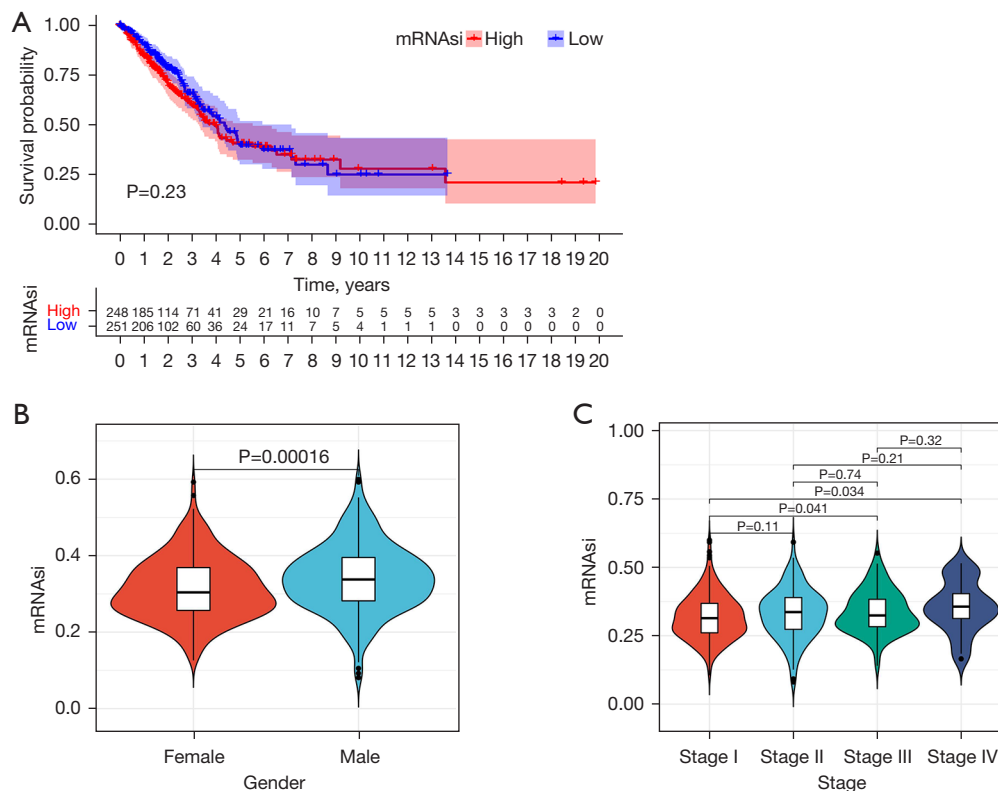 A
mRNAsi High Low
Survival probability
1.00
0.75
0.50
0.25
0.00
P=0.23
0 1 2 3 4 5 6 7 8 9 10 11 12 13 14 15 16 17 18 19 20
Time, years
mRNAsi
High 248 185 114 71 41 29 21 16 10 7 5 5 5 5 3 3 3 3 3 2 0
Low 251 206 102 60 36 24 17 11 7 5 4 1 1 1 0 0 0 0 0 0 0
0 1 2 3 4 5 6 7 8 9 10 11 12 13 14 15 16 17 18 19 20
B
mRNAsi
0.6
0.4
0.2
0.0
P=0.00016
Female Male
Gender
C
mRNAsi
1.00
0.75
0.50
0.25
0.00
P=0.32
P=0.21
P=0.74
P=0.034
P=0.041
P=0.11
Stage I Stage II Stage III Stage IV
Stage